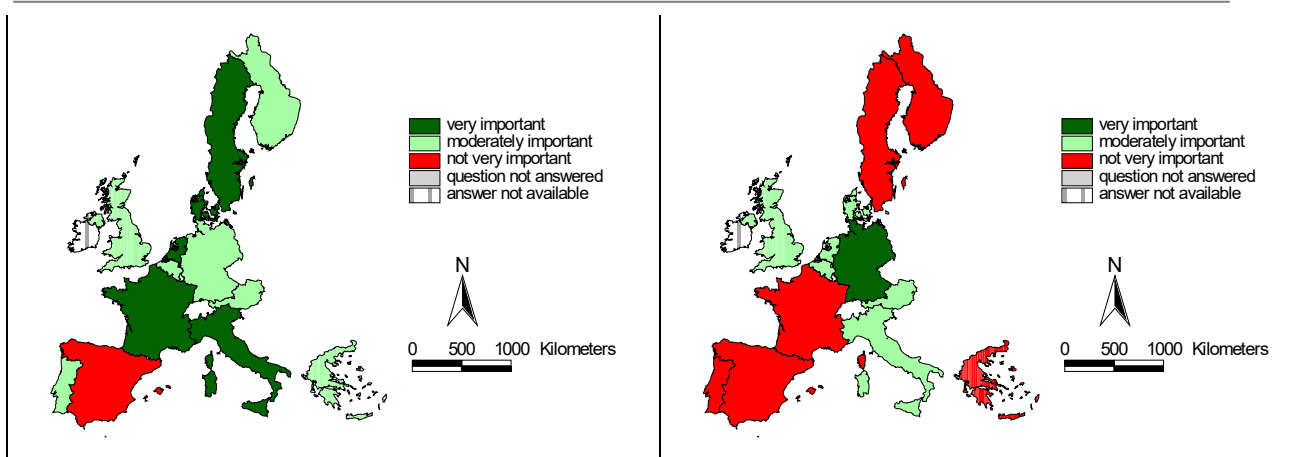 very important
moderately important
not very important
question not answered
answer not available
N
0 500 1000 Kilometers
very important
moderately important
not very important
question not answered
answer not available
N
0 500 1000 Kilometers